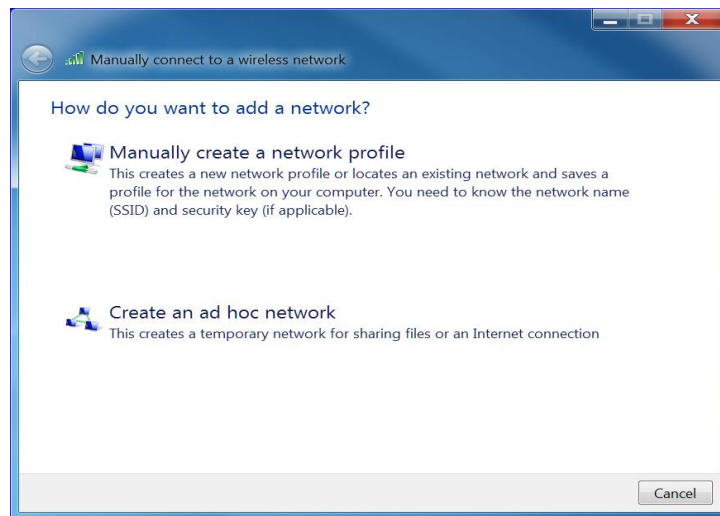 Manually connect to a wireless network
How do you want to add a network?
Manually create a network profile
This creates a new network profile or locates an existing network and saves a
profile for the network on your computer. You need to know the network name
(SSID) and security key (if applicable).
Create an ad hoc network
This creates a temporary network for sharing files or an Internet connection
Cancel